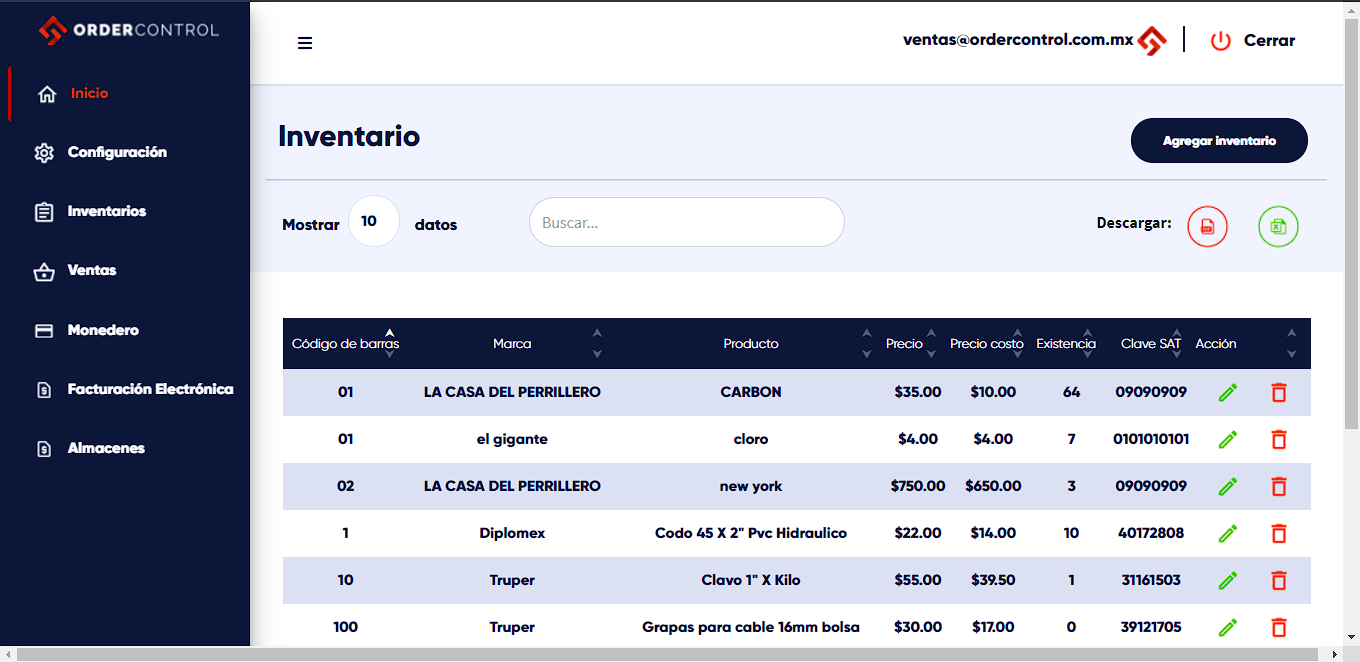 ORDERCONTROL
ventas@ordercontrol.com.mx Cerrar
Inicio
Configuración
Inventarios
Ventas
Monedero
Facturación Electrónica
Almacenes
Inventario
Agregar inventario
Mostrar 10 datos Buscar... Descargar:
Código de barras Marca Producto Precio Precio costo Existencia Clave SAT Acción
01 LA CASA DEL PERRILLERO CARBON $35.00 $10.00 64 09090909
01 el gigante cloro $4.00 $4.00 7 0101010101
02 LA CASA DEL PERRILLERO new york $750.00 $650.00 3 09090909
1 Diplomex Codo 45 X 2" Pvc Hidraulico $22.00 $14.00 10 40172808
10 Truper Clavo 1" X Kilo $55.00 $39.50 1 31161503
100 Truper Grapas para cable 16mm bolsa $30.00 $17.00 0 39121705